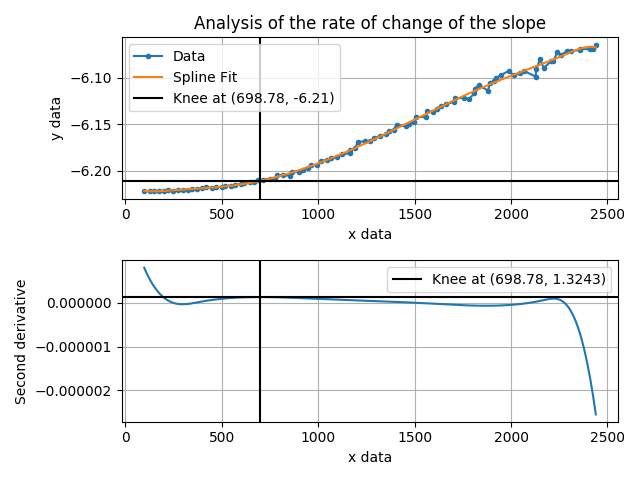 Analysis of the rate of change of the slope
Data
Spline Fit
Knee at (698.78, -6.21)
y data
−6.10
−6.15
−6.20
0 500 1000 1500 2000 2500
x data
Knee at (698.78, 1.3243)
Second derivative
0.000000
−0.000001
−0.000002
0 500 1000 1500 2000 2500
x data